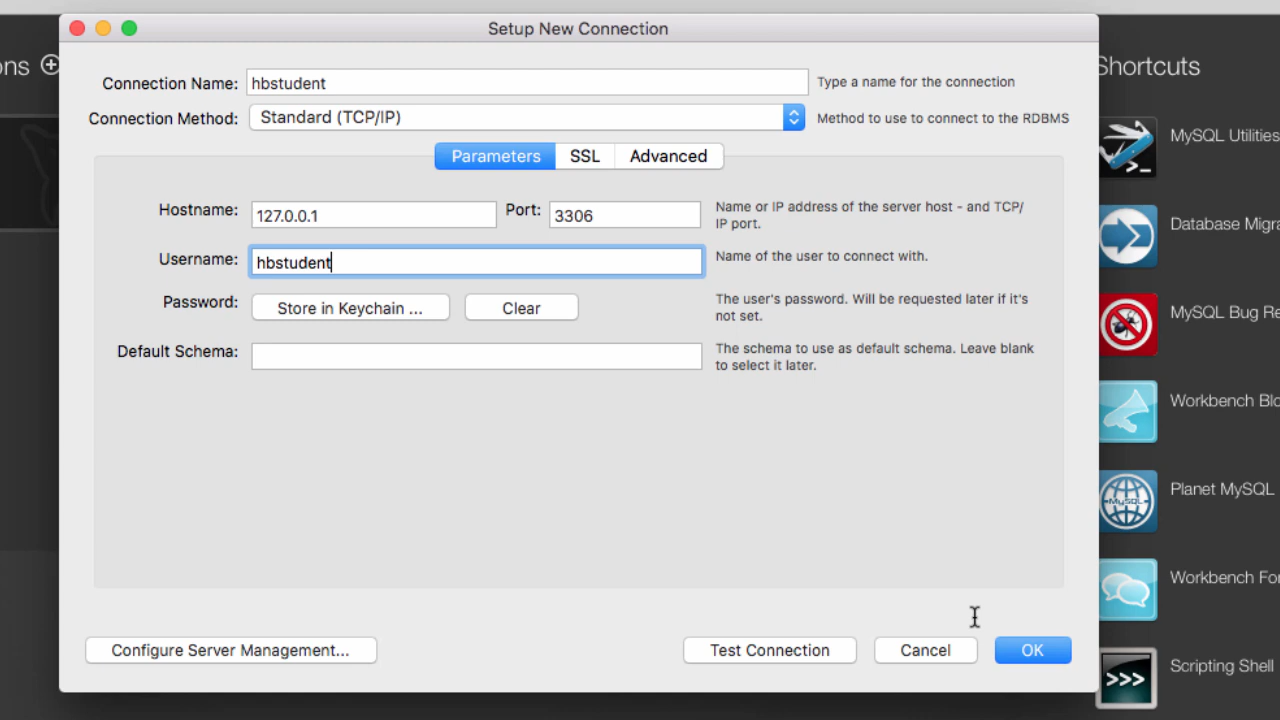 Setup New Connection
ons
Shortcuts
Connection Name: hbstudent Type a name for the connection
Connection Method: Standard (TCP/IP) Method to use to connect to the RDBMS
Parameters SSL Advanced
Hostname: 127.0.0.1 Port: 3306 Name or IP address of the server host - and TCP/
IP port.
Username: hbstudent Name of the user to connect with.
Password: Store in Keychain ... Clear The user's password. Will be requested later if it's
not set.
Default Schema: The schema to use as default schema. Leave blank
to select it later.
Configure Server Management... Test Connection Cancel OK
MySQL Utilities
Database Migra
MySQL Bug Re
Workbench Blo
MySQL
Planet MySQL
Workbench For
>>>
Scripting Shell